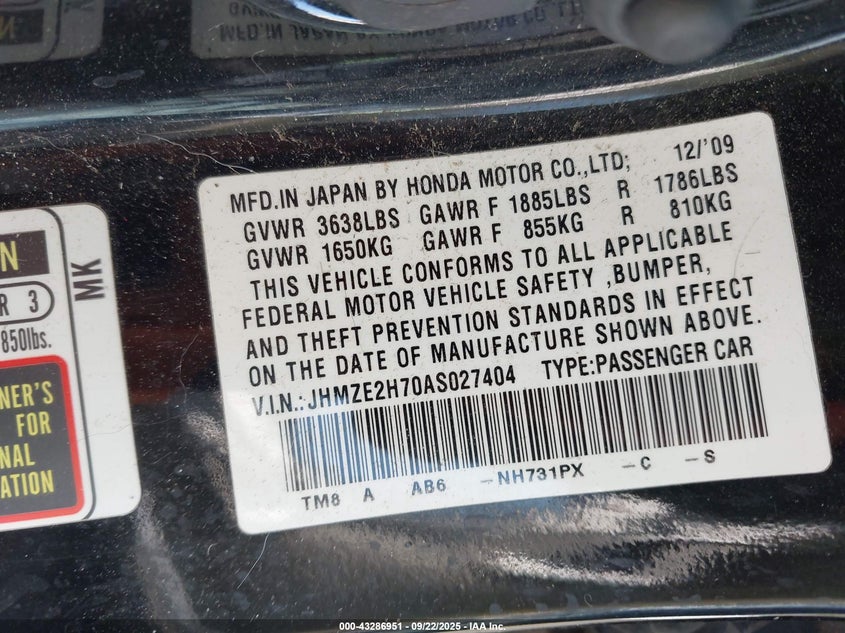 MFD.IN JAPAN BY HONDA MOTOR CO.,LTD; 12/'09
GVWR 3638LBS GAWR F 1885LBS R 1786LBS
GVWR 1650KG GAWR F 855KG R 810KG
THIS VEHICLE CONFORMS TO ALL APPLICABLE
FEDERAL MOTOR VEHICLE SAFETY ,BUMPER,
AND THEFT PREVENTION STANDARDS IN EFFECT
ON THE DATE OF MANUFACTURE SHOWN ABOVE.
V.I.N.: JHMZE2H70AS027404 TYPE:PASSENGER CAR
TM8 A AB6 -NH731PX -C -S
N
R 3
850lbs.
MK
NER'S
FOR
NAL
ATION
000-43286951 - 09/22/2025 - IAA Inc.